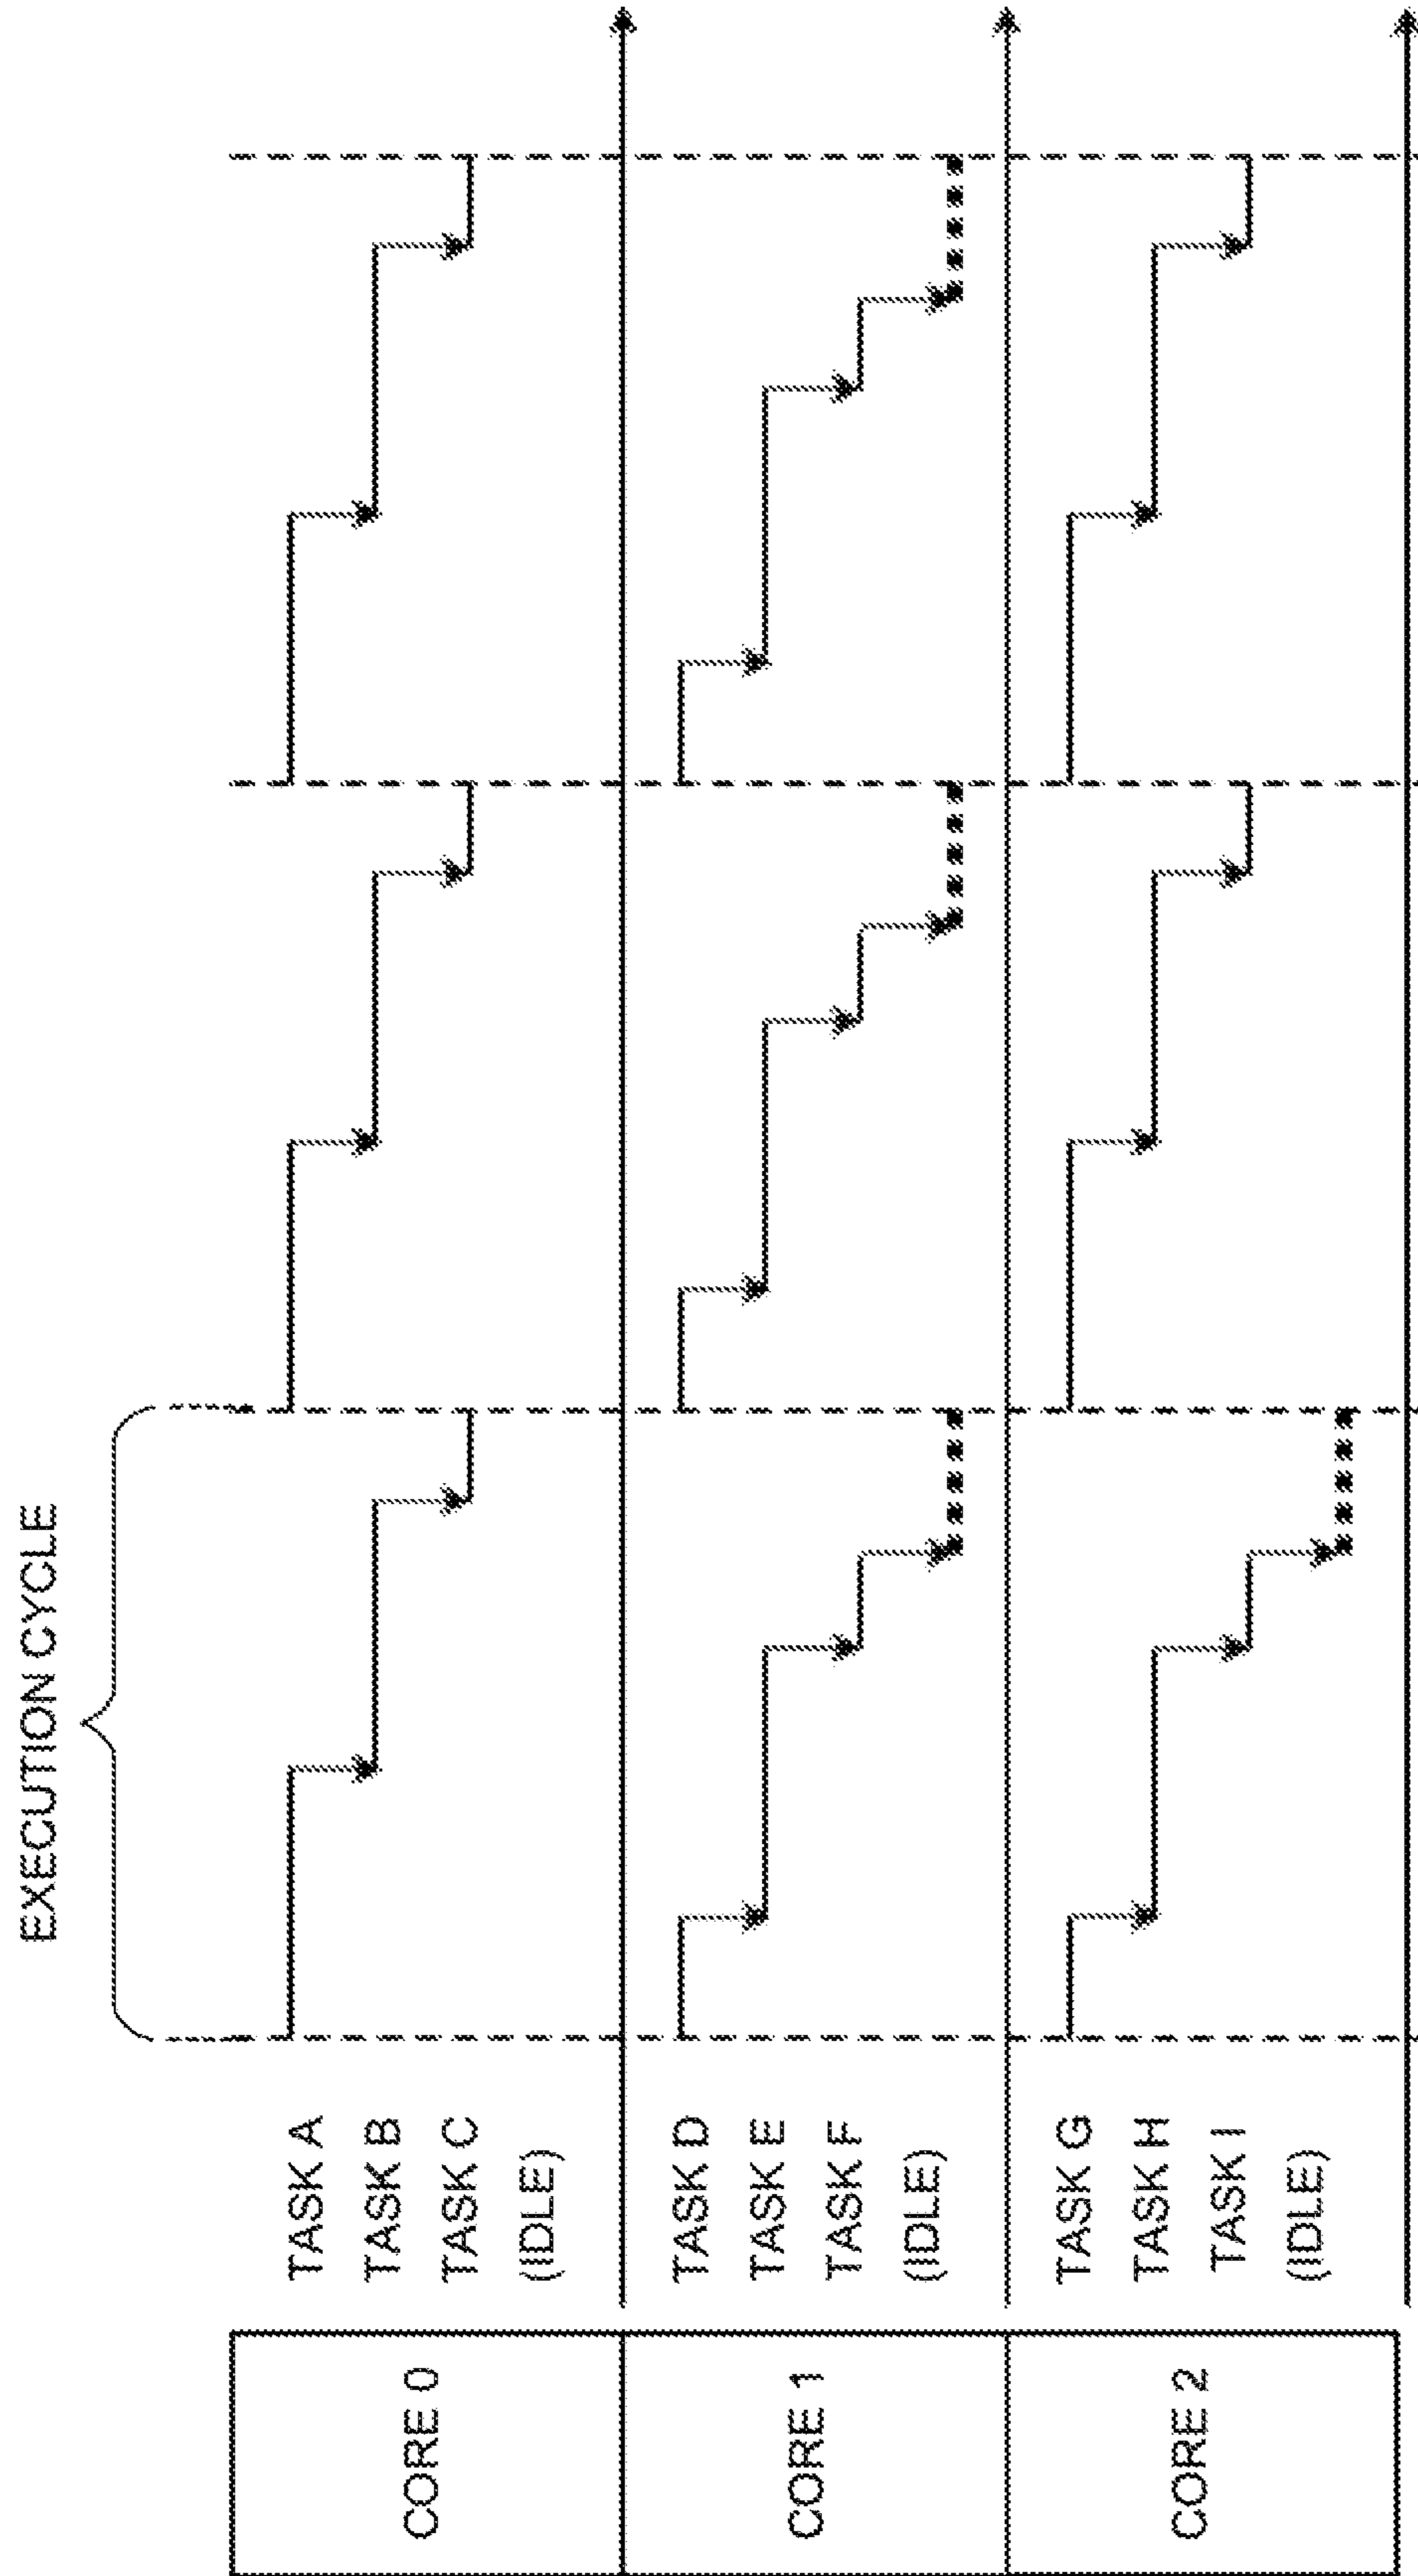 EXECUTION CYCLE
CORE 0
TASK A
TASK B
TASK C
(IDLE)
CORE 1
TASK D
TASK E
TASK F
(IDLE)
CORE 2
TASK G
TASK H
TASK I
(IDLE)